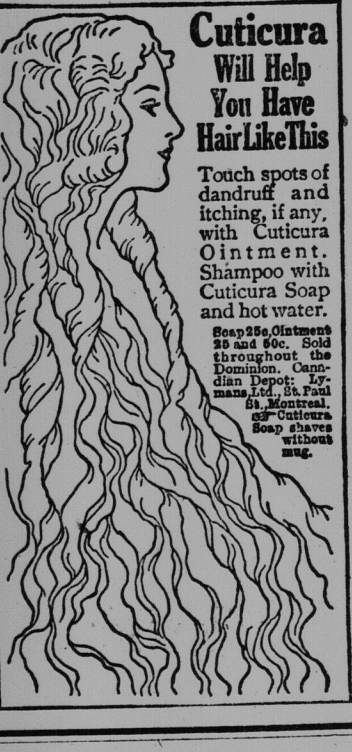 Cuticura
Will Help
You Have
Hair Like This
Touch spots of
dandruff and
itching, if any,
with Cuticura
Ointment.
Shampoo with
Cuticura Soap
and hot water.
Soap 25c, Ointment
25 and 50c. Sold
throughout the
Dominion. Cana-
dian Depot: Ly-
mans, Ltd., St. Paul
St., Montreal.
☞ Cuticura
Soap shaves
without
mug.